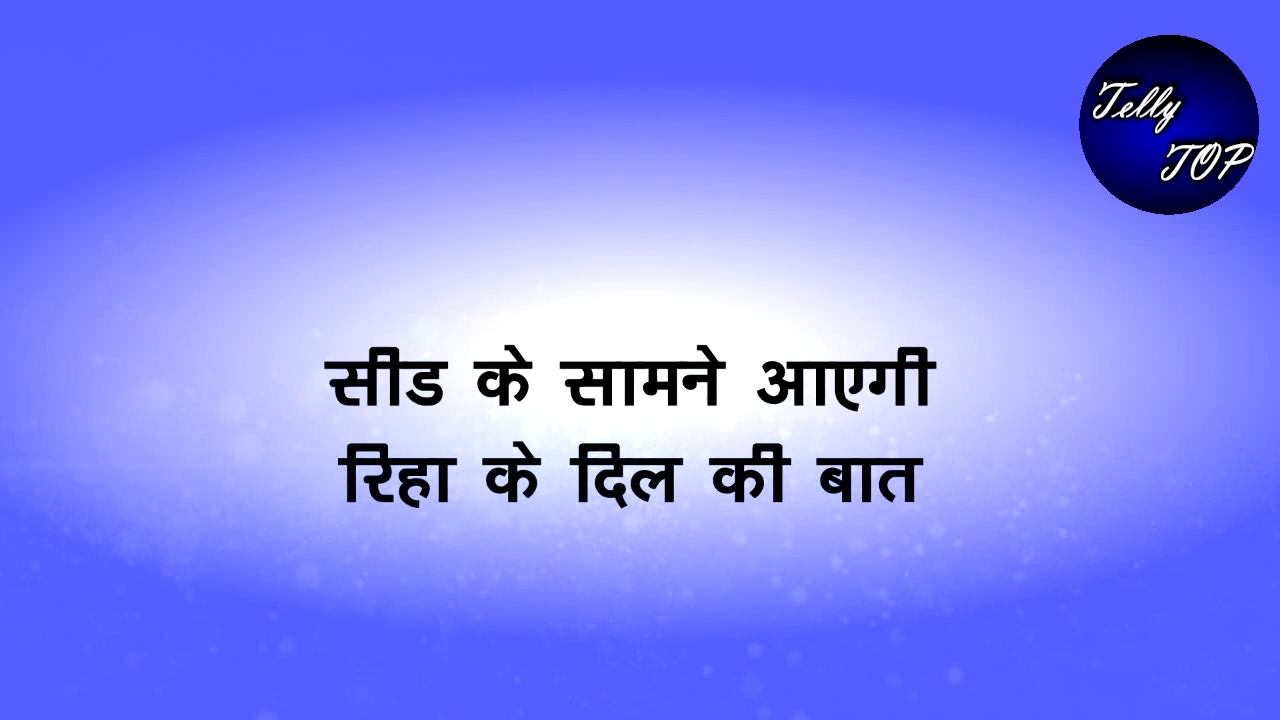 Telly
TOP
सीड के सामने आएगी
रिहा के दिल की बात